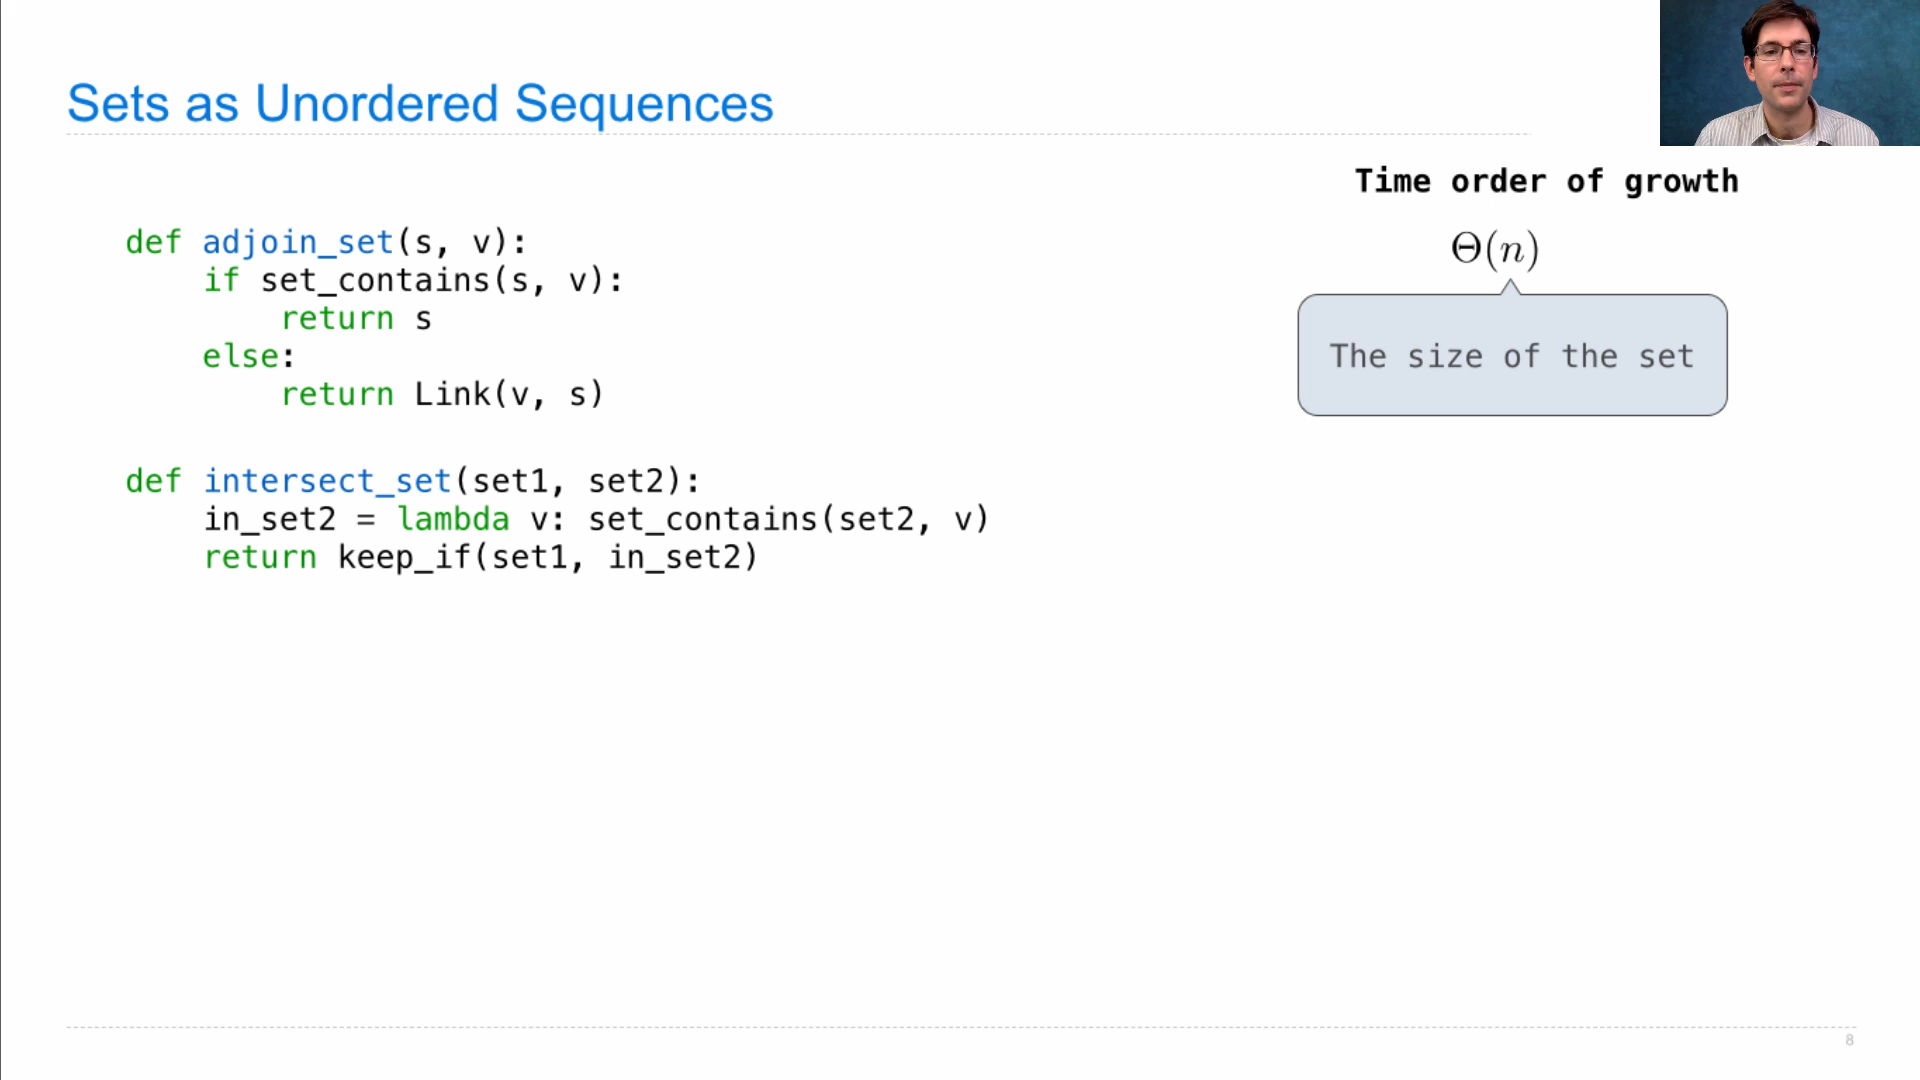 Sets as Unordered Sequences
Time order of growth
def adjoin_set(s, v):
    if set_contains(s, v):
        return s
    else:
        return Link(v, s)
Θ(n)
The size of the set
def intersect_set(set1, set2):
    in_set2 = lambda v: set_contains(set2, v)
    return keep_if(set1, in_set2)
8